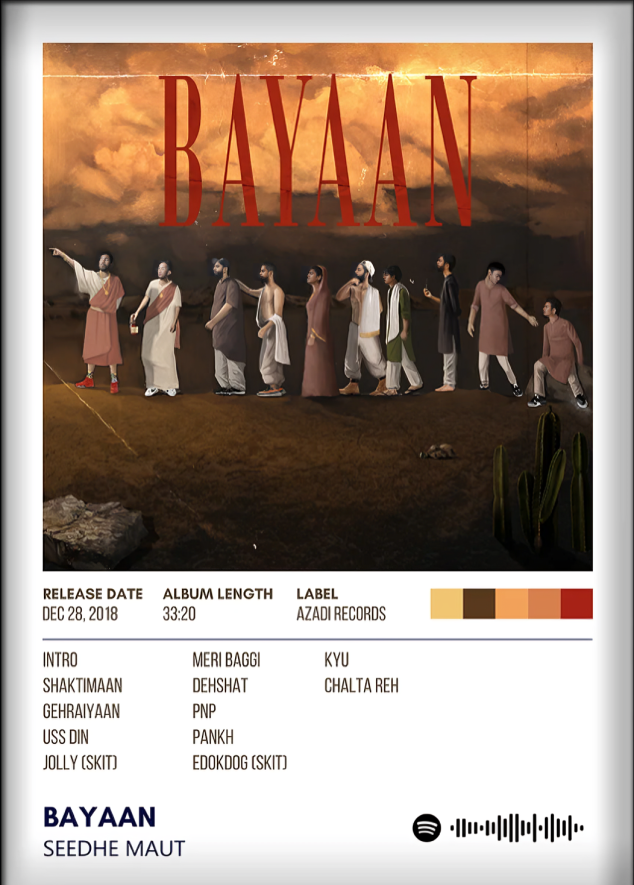 BAYAAN
RELEASE DATE
DEC 28, 2018
ALBUM LENGTH
33:20
LABEL
AZADI RECORDS
INTRO
SHAKTIMAAN
GEHRAIYAAN
USS DIN
JOLLY (SKIT)
MERI BAGGI
DEHSHAT
PNP
PANKH
EDOKDOG (SKIT)
KYU
CHALTA REH
BAYAAN
SEEDHE MAUT